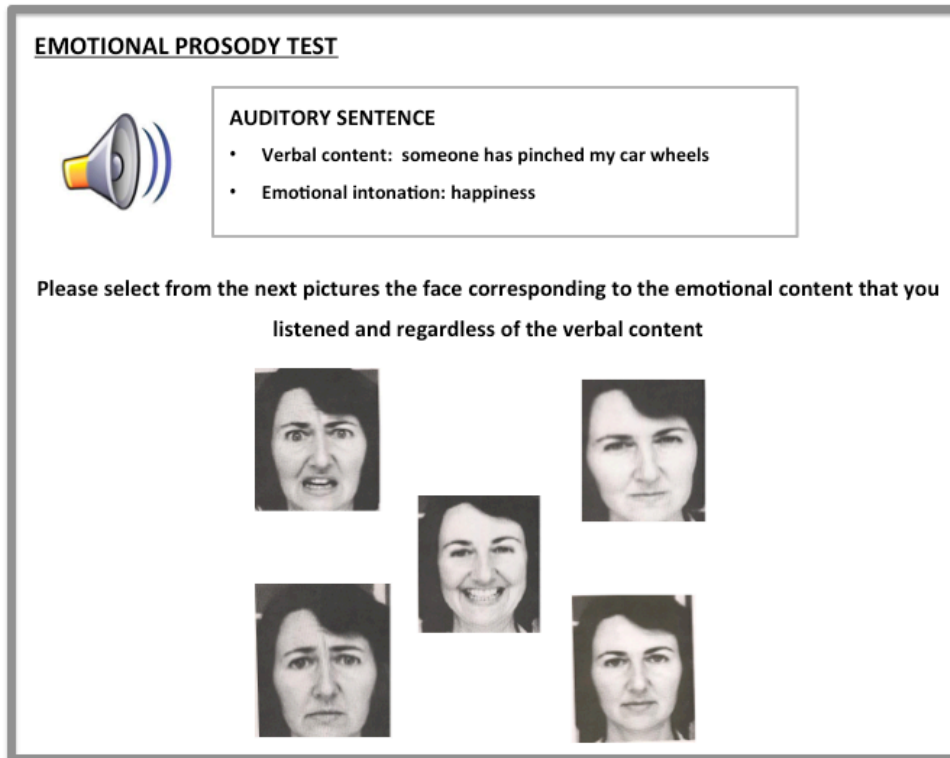 EMOTIONAL PROSODY TEST
AUDITORY SENTENCE
• Verbal content: someone has pinched my car wheels
• Emotional intonation: happiness
Please select from the next pictures the face corresponding to the emotional content that you
listened and regardless of the verbal content